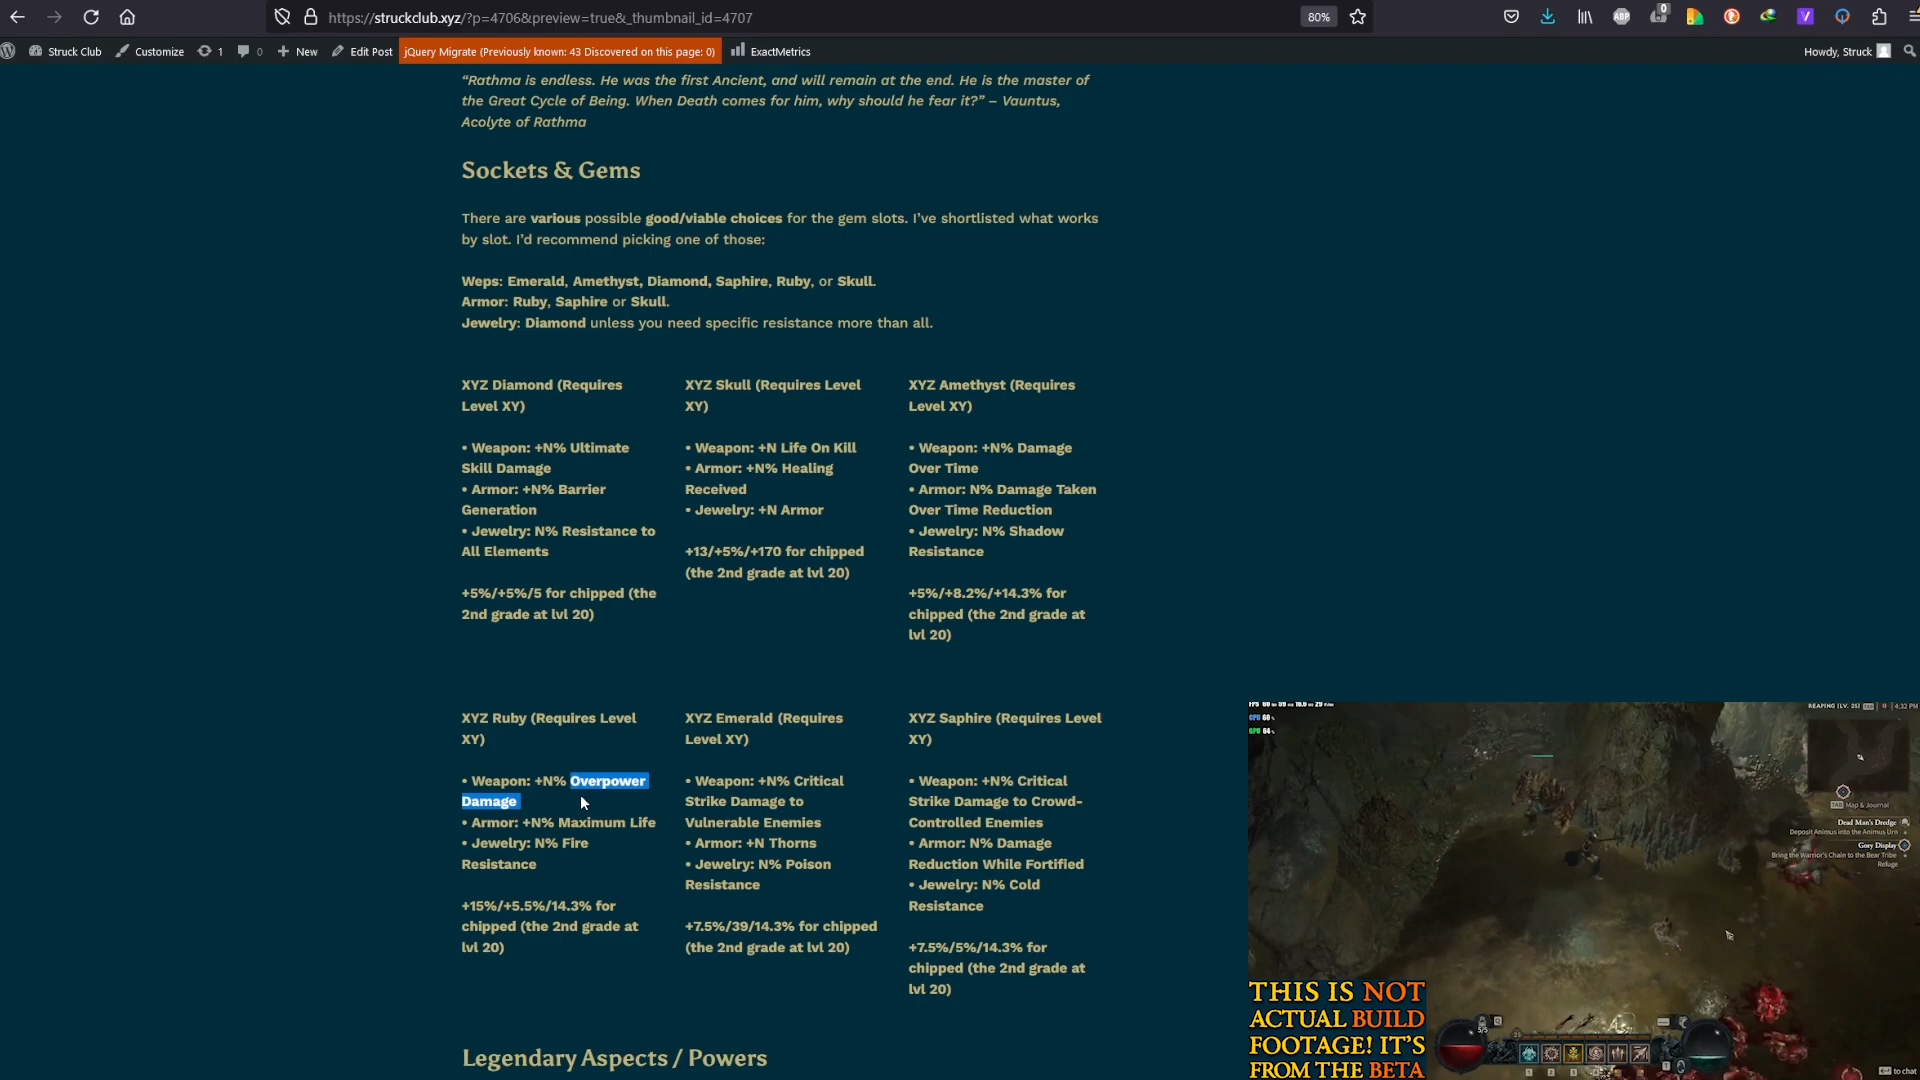 https://struckclub.xyz/?p=4706&preview=true&_thumbnail_id=4707
80%
Struck Club
Customize
1
0
New
Edit Post
jQuery Migrate (Previously known: 43 Discovered on this page: 0)
ExactMetrics
Howdy, Struck
“Rathma is endless. He was the first Ancient, and will remain at the end. He is the master of
the Great Cycle of Being. When Death comes for him, why should he fear it?” – Vauntus,
Acolyte of Rathma
Sockets & Gems
There are various possible good/viable choices for the gem slots. I’ve shortlisted what works
by slot. I’d recommend picking one of those:
Weps: Emerald, Amethyst, Diamond, Saphire, Ruby, or Skull.
Armor: Ruby, Saphire or Skull.
Jewelry: Diamond unless you need specific resistance more than all.
XYZ Diamond (Requires
Level XY)
• Weapon: +N% Ultimate
Skill Damage
• Armor: +N% Barrier
Generation
• Jewelry: N% Resistance to
All Elements
+5%/+5%/5 for chipped (the
2nd grade at lvl 20)
XYZ Skull (Requires Level
XY)
• Weapon: +N Life On Kill
• Armor: +N% Healing
Received
• Jewelry: +N Armor
+13/+5%/+170 for chipped
(the 2nd grade at lvl 20)
XYZ Amethyst (Requires
Level XY)
• Weapon: +N% Damage
Over Time
• Armor: N% Damage Taken
Over Time Reduction
• Jewelry: N% Shadow
Resistance
+5%/+8.2%/+14.3% for
chipped (the 2nd grade at
lvl 20)
XYZ Ruby (Requires Level
XY)
• Weapon: +N% Overpower
Damage
• Armor: +N% Maximum Life
• Jewelry: N% Fire
Resistance
+15%/+5.5%/14.3% for
chipped (the 2nd grade at
lvl 20)
XYZ Emerald (Requires
Level XY)
• Weapon: +N% Critical
Strike Damage to
Vulnerable Enemies
• Armor: +N Thorns
• Jewelry: N% Poison
Resistance
+7.5%/39/14.3% for chipped
(the 2nd grade at lvl 20)
XYZ Saphire (Requires Level
XY)
• Weapon: +N% Critical
Strike Damage to Crowd-
Controlled Enemies
• Armor: N% Damage
Reduction While Fortified
• Jewelry: N% Cold
Resistance
+7.5%/5%/14.3% for
chipped (the 2nd grade at
lvl 20)
Legendary Aspects / Powers
REAPING (LV. 25)
4:32 PM
TAB Map & Journal
Dead Man's Dredge
Deposit Animus into the Animus Urn
Gory Display
Bring the Warrior's Chain to the Bear Tribe
Refuge
THIS IS NOT
ACTUAL BUILD
FOOTAGE! IT'S
FROM THE BETA
to chat